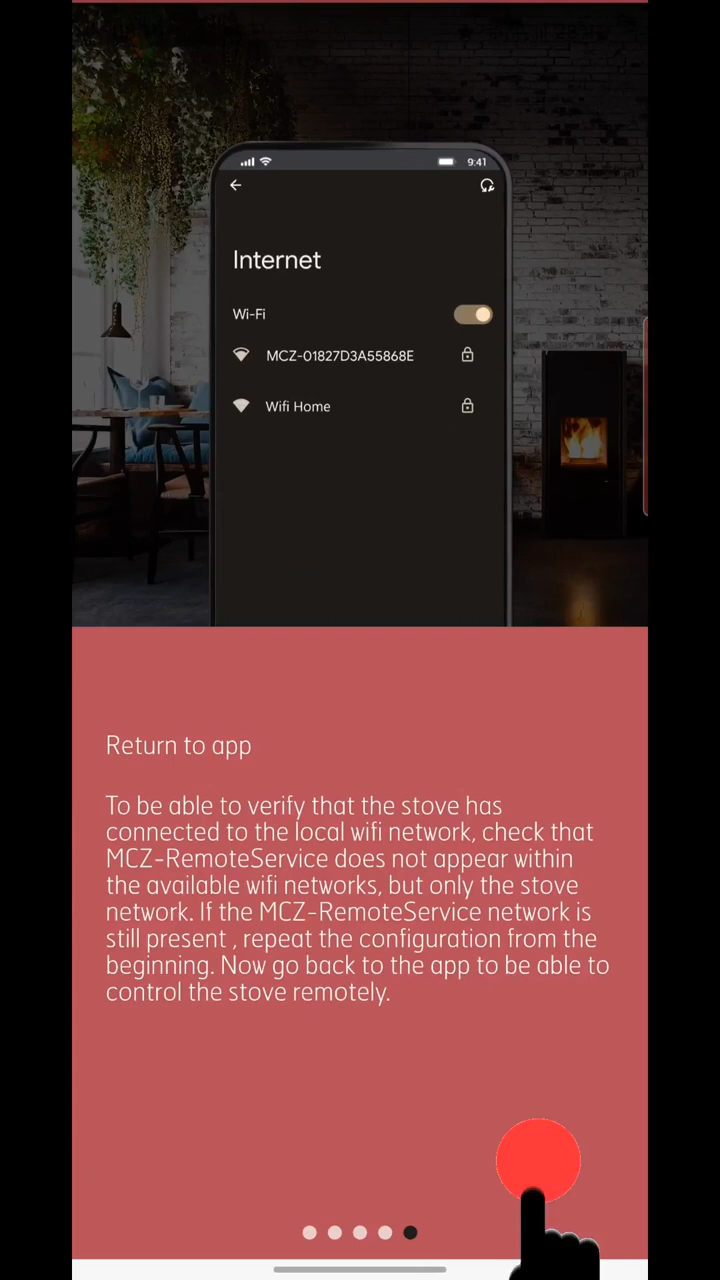 9:41
Internet
Wi-Fi
MCZ-01827D3A55868E
Wifi Home
Return to app
To be able to verify that the stove has
connected to the local wifi network, check that
MCZ-RemoteService does not appear within
the available wifi networks, but only the stove
network. If the MCZ-RemoteService network is
still present , repeat the configuration from the
beginning. Now go back to the app to be able to
control the stove remotely.